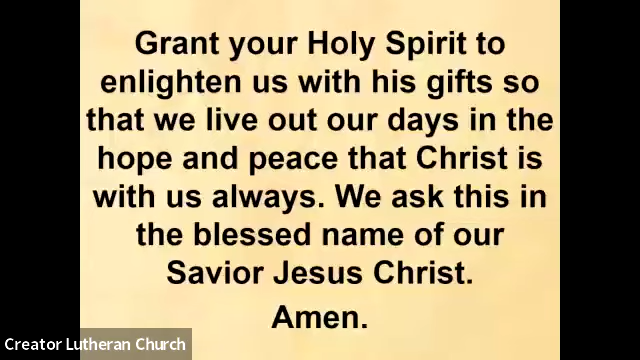 Grant your Holy Spirit to
enlighten us with his gifts so
that we live out our days in the
hope and peace that Christ is
with us always. We ask this in
the blessed name of our
Savior Jesus Christ.
Amen.
Creator Lutheran Church